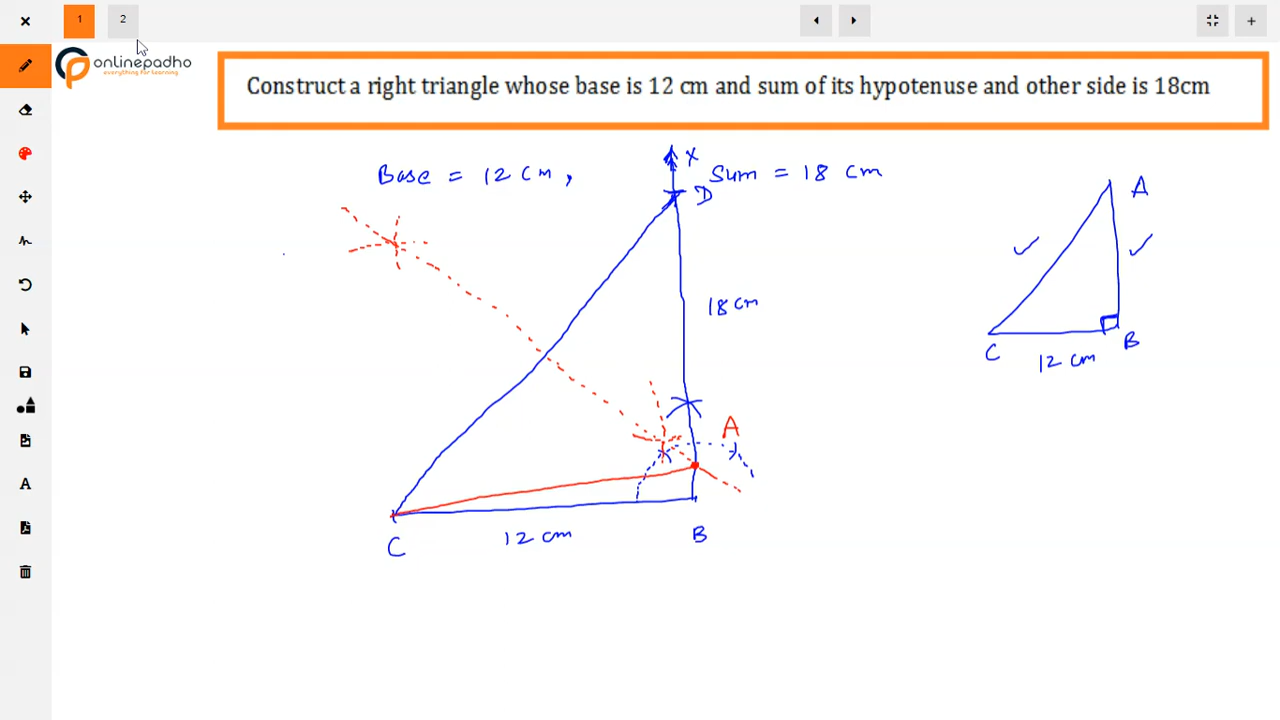 1 2
onlinepadho
everything for learning
Construct a right triangle whose base is 12 cm and sum of its hypotenuse and other side is 18cm
Base = 12 cm, Sum = 18 cm
X
D
A
18 cm
C
B
12 cm
A
C
B
12 cm
A